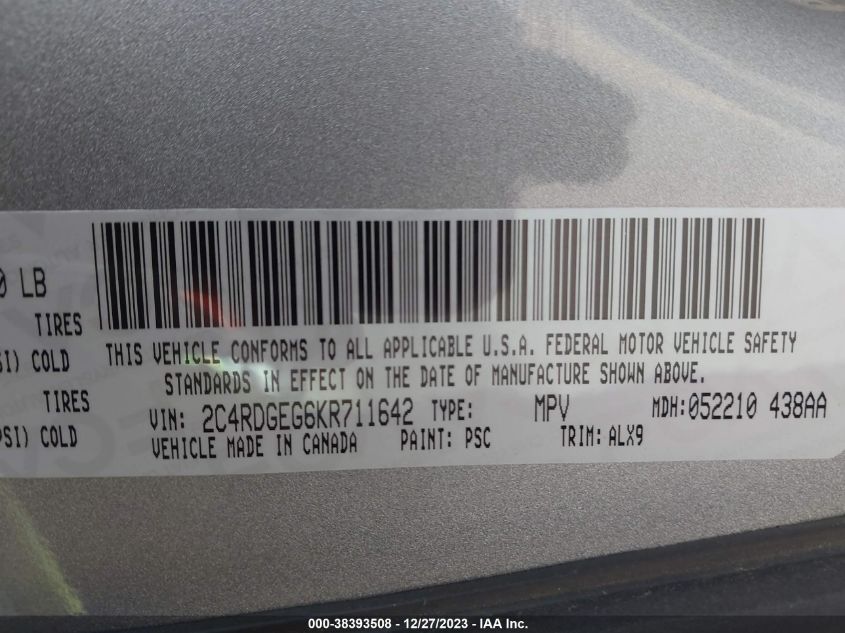 0 LB
TIRES
SI) COLD
TIRES
PSI) COLD
THIS VEHICLE CONFORMS TO ALL APPLICABLE U.S.A. FEDERAL MOTOR VEHICLE SAFETY
STANDARDS IN EFFECT ON THE DATE OF MANUFACTURE SHOWN ABOVE.
VIN: 2C4RDGEG6KR711642 TYPE: MPV MDH:052210 438AA
VEHICLE MADE IN CANADA PAINT: PSC TRIM: ALX9
000-38393508 - 12/27/2023 - IAA Inc.